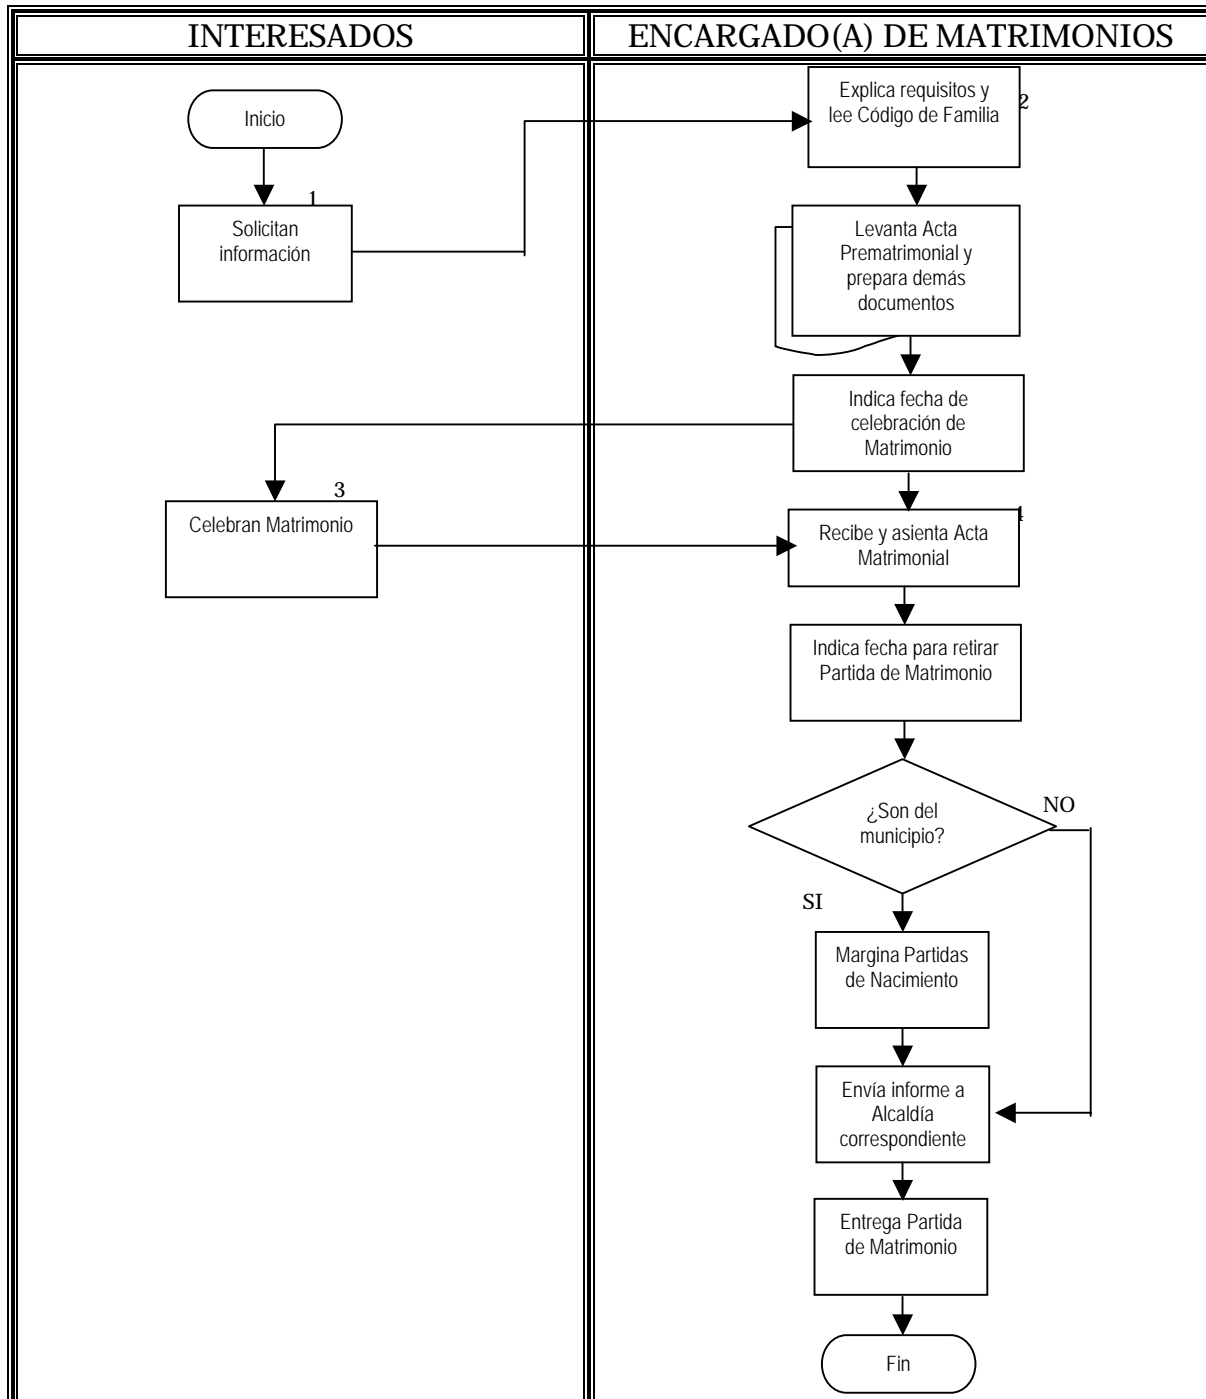 INTERESADOS
ENCARGADO(A) DE MATRIMONIOS
Inicio
1
Solicitan
información
2
Explica requisitos y
lee Código de Familia
Levanta Acta
Prematrimonial y
prepara demás
documentos
Indica fecha de
celebración de
Matrimonio
3
Celebran Matrimonio
4
Recibe y asienta Acta
Matrimonial
Indica fecha para retirar
Partida de Matrimonio
¿Son del
municipio?
NO
SI
Margina Partidas
de Nacimiento
Envía informe a
Alcaldía
correspondiente
Entrega Partida
de Matrimonio
Fin